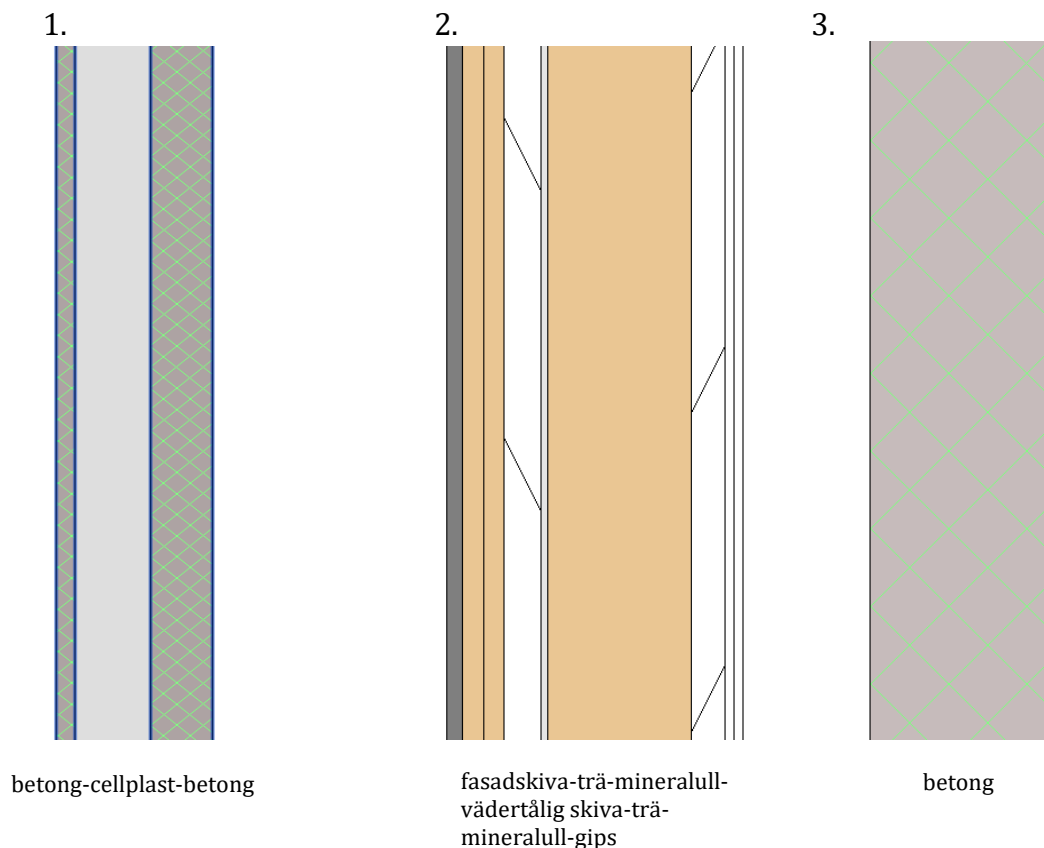 1.
2.
3.
betong-cellplast-betong
fasadskiva-trä-mineralull-
vädertålig skiva-trä-
mineralull-gips
betong